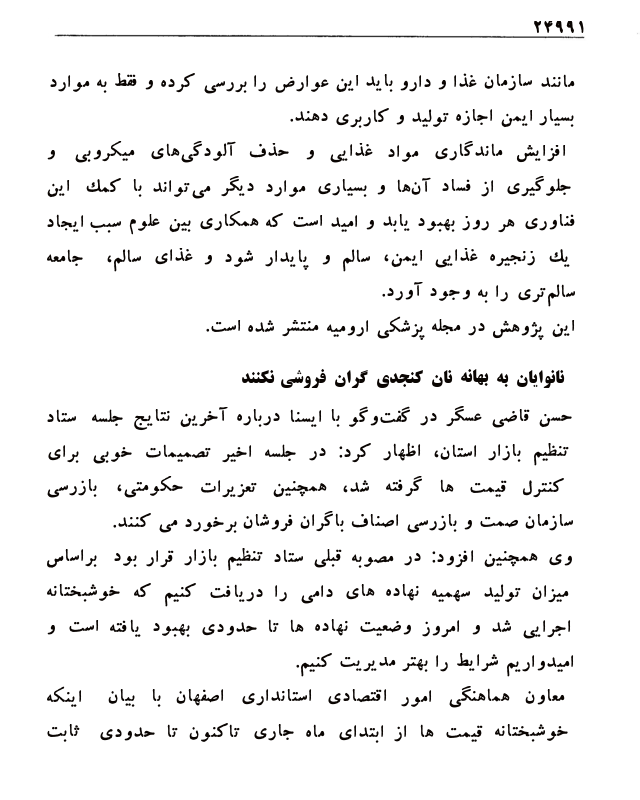 ۲۴۹۹۱
مانند سازمان غذا و دارو باید این عوارض را بررسی کرده و فقط به موارد
بسیار ایمن اجازه تولید و کاربری دهند.
افزایش ماندگاری مواد غذایی و حذف آلودگی‌های میکروبی و
جلوگیری از فساد آن‌ها و بسیاری موارد دیگر می‌تواند با کمك این
فناوری هر روز بهبود یابد و امید است که همکاری بین علوم سبب ایجاد
یك زنجیره غذایی ایمن، سالم و پایدار شود و غذای سالم، جامعه
سالم‌تری را به وجود آورد.
این پژوهش در مجله پزشکی ارومیه منتشر شده است.
نانوایان به بهانه نان کنجدی گران فروشی نکنند
حسن قاضی عسگر در گفت‌وگو با ایسنا درباره آخرین نتایج جلسه ستاد
تنظیم بازار استان، اظهار کرد: در جلسه اخیر تصمیمات خوبی برای
کنترل قیمت ها گرفته شد، همچنین تعزیرات حکومتی، بازرسی
سازمان صمت و بازرسی اصناف باگران فروشان برخورد می کنند.
وی همچنین افزود: در مصوبه قبلی ستاد تنظیم بازار قرار بود براساس
میزان تولید سهمیه نهاده های دامی را دریافت کنیم که خوشبختانه
اجرایی شد و امروز وضعیت نهاده ها تا حدودی بهبود یافته است و
امیدواریم شرایط را بهتر مدیریت کنیم.
معاون هماهنگی امور اقتصادی استانداری اصفهان با بیان اینکه
خوشبختانه قیمت ها از ابتدای ماه جاری تاکنون تا حدودی ثابت